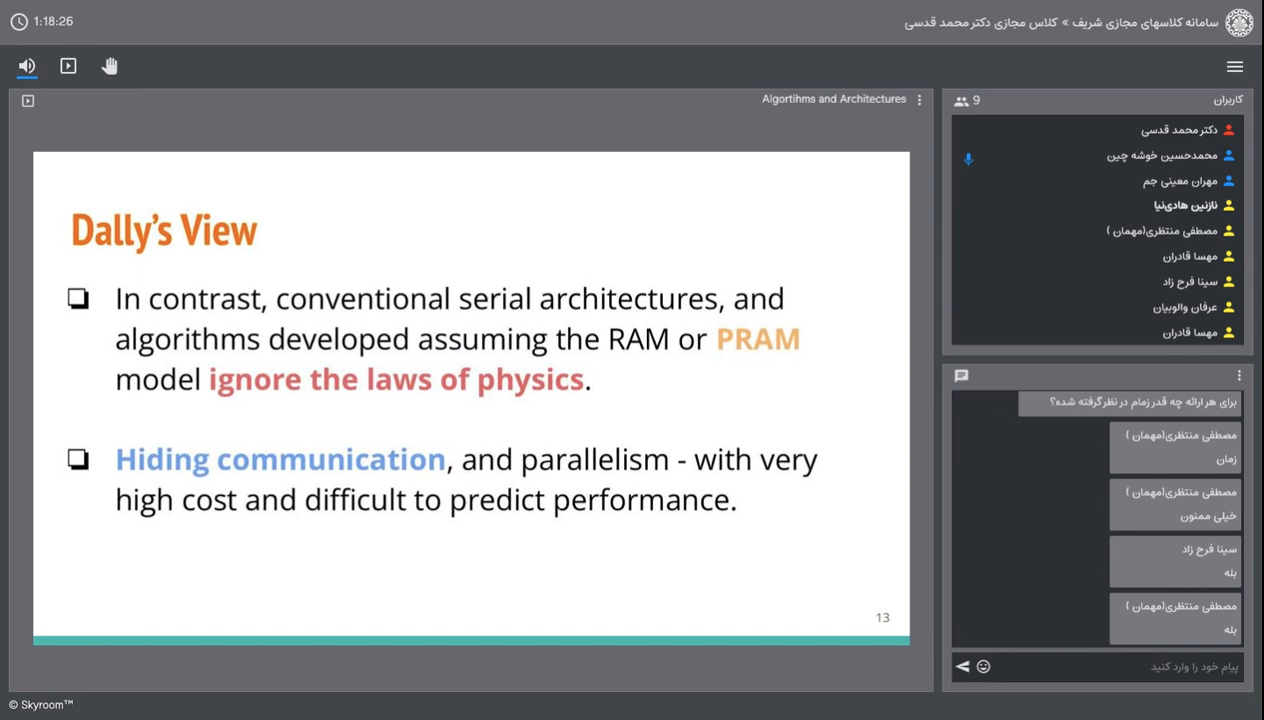 1:18:26
سامانه کلاسهای مجازی شریف » کلاس مجازی دکتر محمد قدسی
Algortihms and Architectures
Dally's View
In contrast, conventional serial architectures, and
algorithms developed assuming the RAM or PRAM
model ignore the laws of physics.
Hiding communication, and parallelism - with very
high cost and difficult to predict performance.
13
کاربران
9
دکتر محمد قدسی
محمدحسین خوشه چین
مهران معینی جم
نازنین هادی‌نیا
مصطفی منتظری(مهمان )
مهسا قادران
سینا فرح زاد
عرفان والوبیان
مهسا قادران
برای هر ارائه چه قدر زمام در نظر گرفته شده؟
مصطفی منتظری(مهمان )
زمان
مصطفی منتظری(مهمان )
خیلی ممنون
سینا فرح زاد
بله
مصطفی منتظری(مهمان )
بله
پیام خود را وارد کنید
© Skyroom™